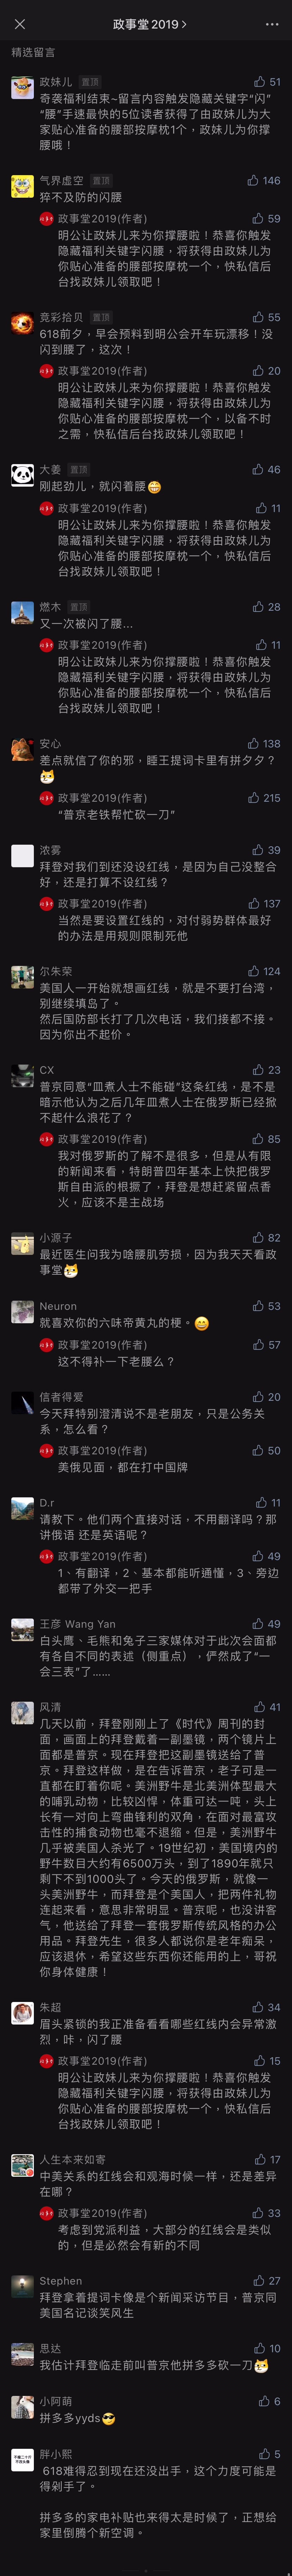 政事堂2019
精选留言
政妹儿 置顶 51
奇袭福利结束~留言内容触发隐藏关键字“闪”
“腰”手速最快的5位读者获得了由政妹儿为大
家贴心准备的腰部按摩枕1个，政妹儿为你撑
腰哦！
气界虚空 置顶 146
猝不及防的闪腰
政事堂2019(作者) 59
明公让政妹儿来为你撑腰啦！恭喜你触发
隐藏福利关键字闪腰，将获得由政妹儿为
你贴心准备的腰部按摩枕一个，快私信后
台找政妹儿领取吧！
竞彩拾贝 置顶 55
618前夕，早会预料到明公会开车玩漂移！没
闪到腰了，这次！
政事堂2019(作者) 20
明公让政妹儿来为你撑腰啦！恭喜你触发
隐藏福利关键字闪腰，将获得由政妹儿为
你贴心准备的腰部按摩枕一个，以备不时
之需，快私信后台找政妹儿领取吧！
大姜 置顶 46
刚起劲儿，就闪着腰😅
政事堂2019(作者) 11
明公让政妹儿来为你撑腰啦！恭喜你触发
隐藏福利关键字闪腰，将获得由政妹儿为
你贴心准备的腰部按摩枕一个，快私信后
台找政妹儿领取吧！
燃木 置顶 28
又一次被闪了腰...
政事堂2019(作者) 11
明公让政妹儿来为你撑腰啦！恭喜你触发
隐藏福利关键字闪腰，将获得由政妹儿为
你贴心准备的腰部按摩枕一个，快私信后
台找政妹儿领取吧！
安心 138
差点就信了你的邪，睡王提词卡里有拼夕夕？
政事堂2019(作者) 215
“普京老铁帮忙砍一刀”
浓雾 39
拜登对我们到还没设红线，是因为自己没整合
好，还是打算不设红线？
政事堂2019(作者) 137
当然是要设置红线的，对付弱势群体最好
的办法是用规则限制死他
尔朱荣 124
美国人一开始就想画红线，就是不要打台湾，
别继续填岛了。
然后国防部长打了几次电话，我们接都不接。
因为你出不起价。
CX 23
普京同意“皿煮人士不能碰”这条红线，是不是
暗示他认为之后几年皿煮人士在俄罗斯已经掀
不起什么浪花了？
政事堂2019(作者) 85
我对俄罗斯的了解不是很多，但是从有限
的新闻来看，特朗普四年基本上快把俄罗
斯自由派的根撅了，拜登是想赶紧留点香
火，应该不是主战场
小源子 82
最近医生问我为啥腰肌劳损，因为我天天看政
事堂
Neuron 53
就喜欢你的六味帝黄丸的梗。😄
政事堂2019(作者) 57
这不得补一下老腰么？
信者得爱 20
今天拜特别澄清说不是老朋友，只是公务关
系，怎么看？
政事堂2019(作者) 50
美俄见面，都在打中国牌
D.r 11
请教下。他们两个直接对话，不用翻译吗？那
讲俄语 还是英语呢？
政事堂2019(作者) 49
1、有翻译，2、基本都能听通懂，3、旁边
都带了外交一把手
王彦 Wang Yan 49
白头鹰、毛熊和兔子三家媒体对于此次会面都
有各自不同的表述（侧重点），俨然成了“一
会三表”了……
风清 41
几天以前，拜登刚刚上了《时代》周刊的封
面，画面上的拜登戴着一副墨镜，两个镜片上
面都是普京。现在拜登把这副墨镜送给了普
京。拜登这样做，是在告诉普京，老子可是一
直都在盯着你呢。美洲野牛是北美洲体型最大
的哺乳动物，比较凶悍，体重可达一吨，头上
长有一对向上弯曲锋利的双角，在面对最富攻
击性的捕食动物也毫不退缩。但是，美洲野牛
几乎被美国人杀光了。19世纪初，美国境内的
野牛数目大约有6500万头，到了1890年就只
剩下不到1000头了。今天的俄罗斯，就像一
头美洲野牛，而拜登是个美国人，把两件礼物
连起来看，意思非常明显。普京呢，也没讲客
气，他送给了拜登一套俄罗斯传统风格的办公
用品。拜登先生，很多人都说你是老年痴呆，
应该退休，希望这些东西你还能用的上，哥祝
你身体健康！
朱超 34
眉头紧锁的我正准备看看哪些红线内会异常激
烈，咔，闪了腰
政事堂2019(作者) 15
明公让政妹儿来为你撑腰啦！恭喜你触发
隐藏福利关键字闪腰，将获得由政妹儿为
你贴心准备的腰部按摩枕一个，快私信后
台找政妹儿领取吧！
人生本来如寄 17
中美关系的红线会和观海时候一样，还是差异
在哪？
政事堂2019(作者) 33
考虑到党派利益，大部分的红线会是类似
的，但是必然会有新的不同
Stephen 27
拜登拿着提词卡像是个新闻采访节目，普京同
美国名记谈笑风生
思达 10
我估计拜登临走前叫普京他拼多多砍一刀
小阿萌 6
拼多多yyds😎
胖小熙 5
618难得忍到现在还没出手，这个力度可能是
得剁手了。
拼多多的家电补贴也来得太是时候了，正想给
家里倒腾个新空调。